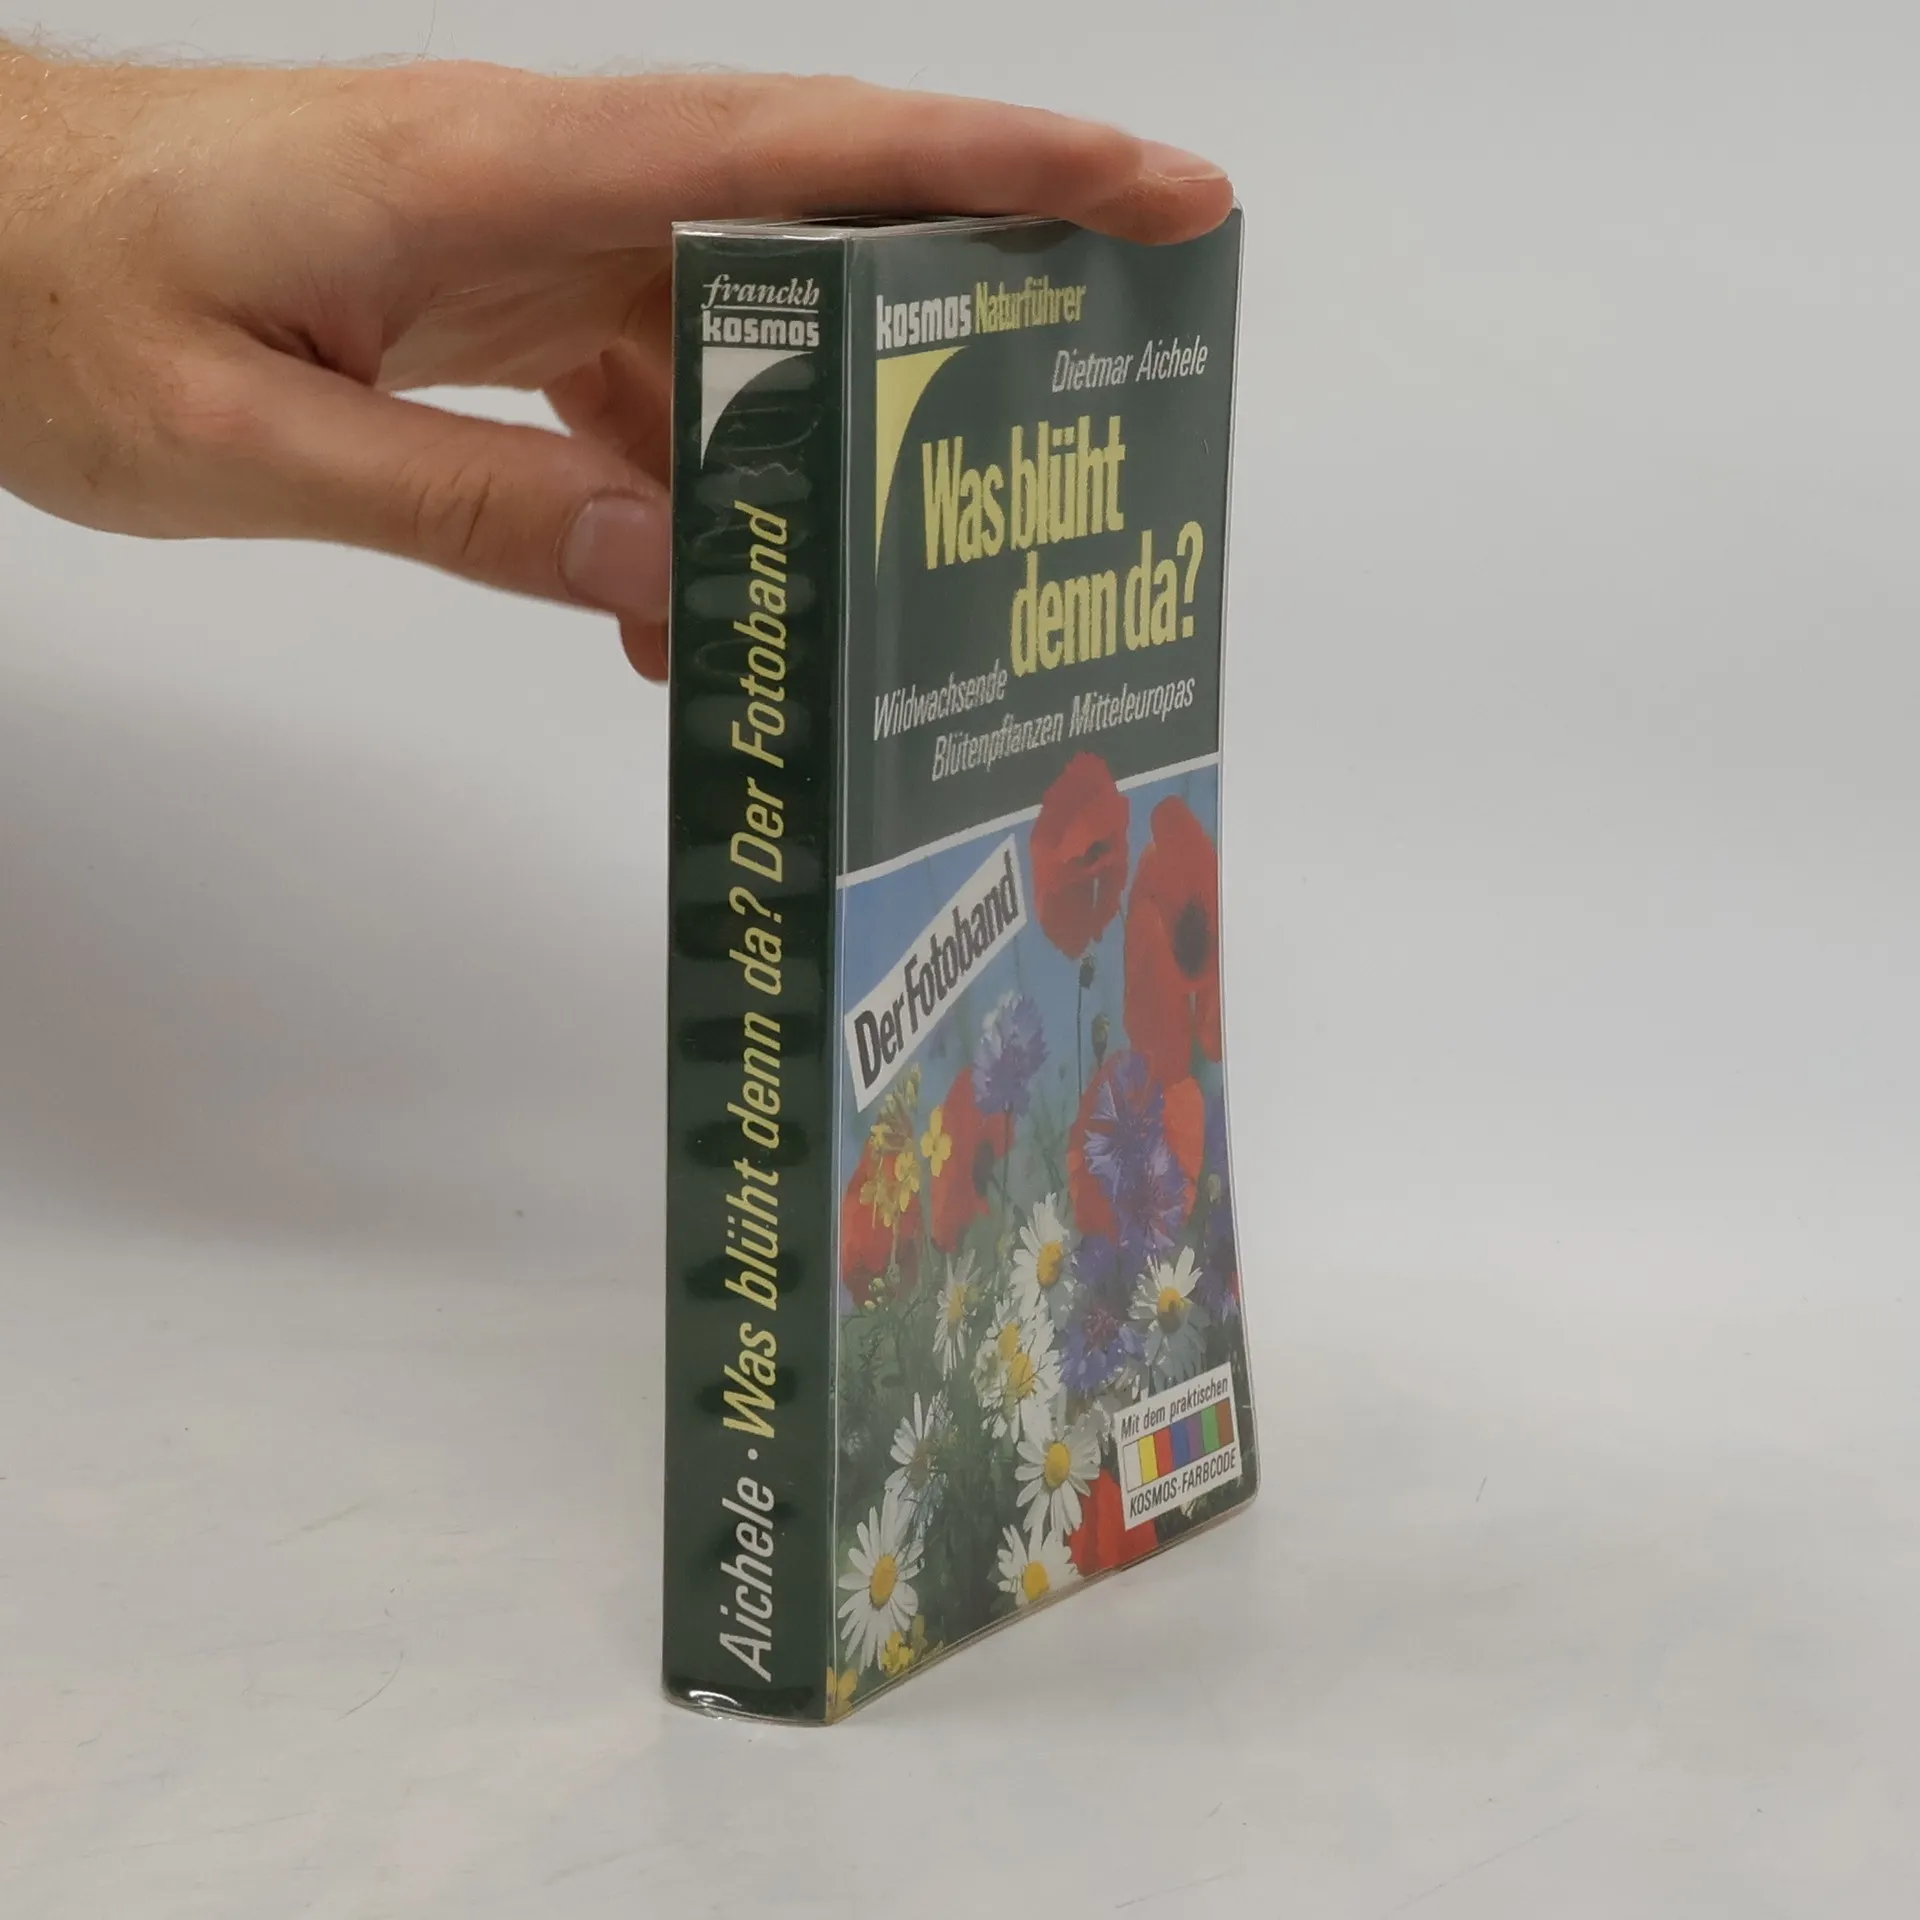 franckh
kosmos
Aichele · Was blüht denn da? Der Fotoband
kosmos Naturführer
Dietmar Aichele
Was blüht
denn da?
Wildwachsende
Blütenpflanzen Mitteleuropas
Der Fotoband
Mit dem praktischen
KOSMOS-FARBCODE